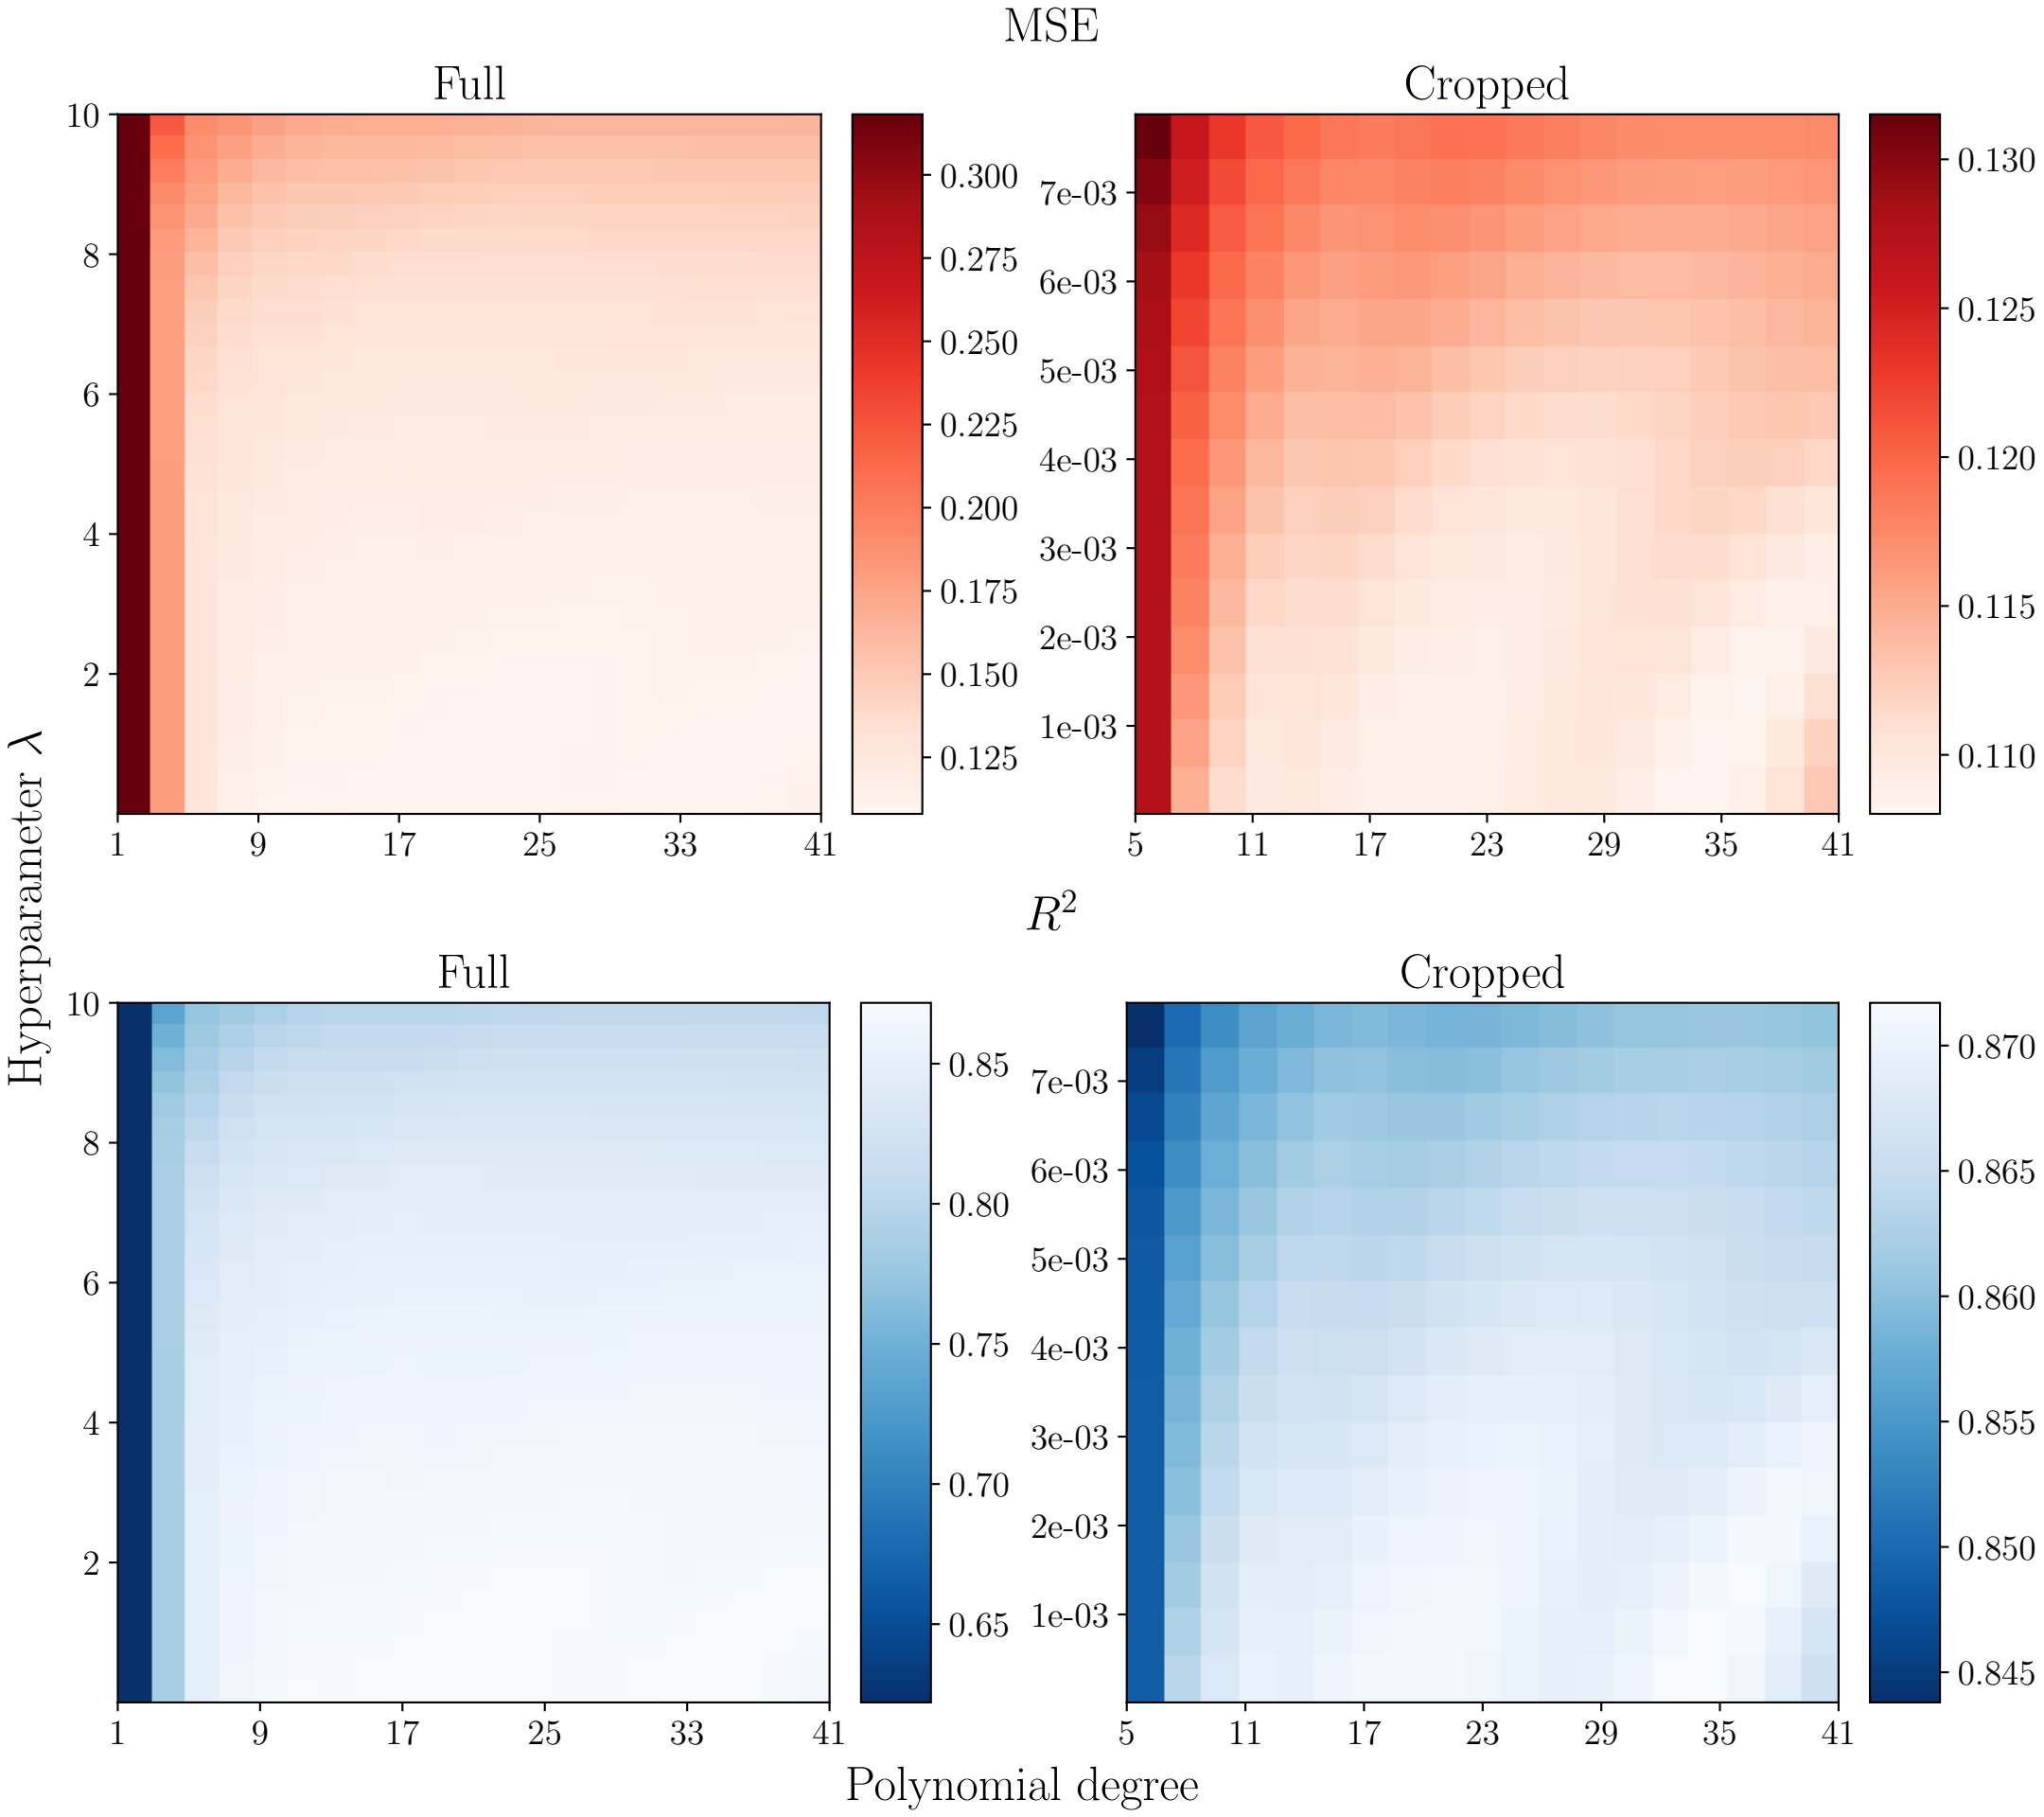 MSE
Full
Cropped
10
8
6
4
2
1
9
17
25
33
41
0.300
0.275
0.250
0.225
0.200
0.175
0.150
0.125
7e-03
6e-03
5e-03
4e-03
3e-03
2e-03
1e-03
5
11
17
23
29
35
41
0.130
0.125
0.120
0.115
0.110
Hyperparameter λ
R²
Full
Cropped
10
8
6
4
2
1
9
17
25
33
41
0.85
0.80
0.75
0.70
0.65
7e-03
6e-03
5e-03
4e-03
3e-03
2e-03
1e-03
5
11
17
23
29
35
41
0.870
0.865
0.860
0.855
0.850
0.845
Polynomial degree